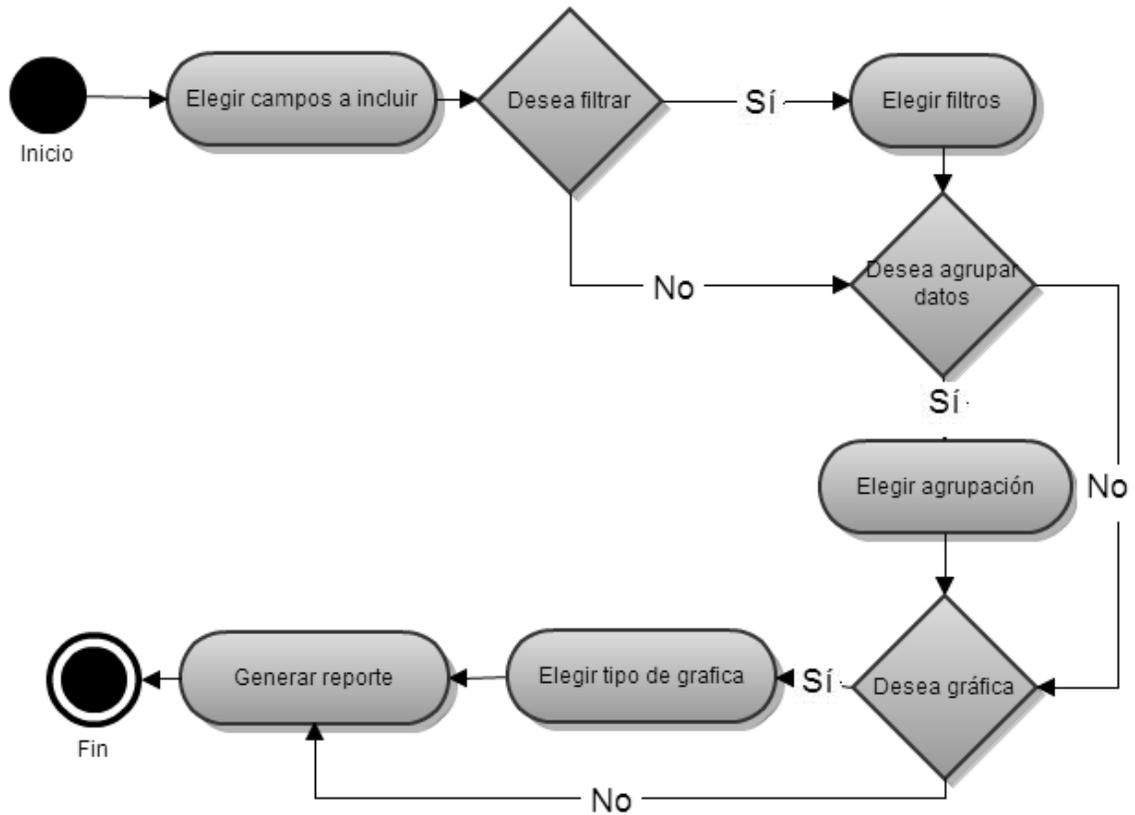 Inicio
Elegir campos a incluir
Desea filtrar
Sí
Elegir filtros
No
Desea agrupar
datos
Sí
Elegir agrupación
No
Desea gráfica
Sí
Elegir tipo de grafica
Generar reporte
Fin
No